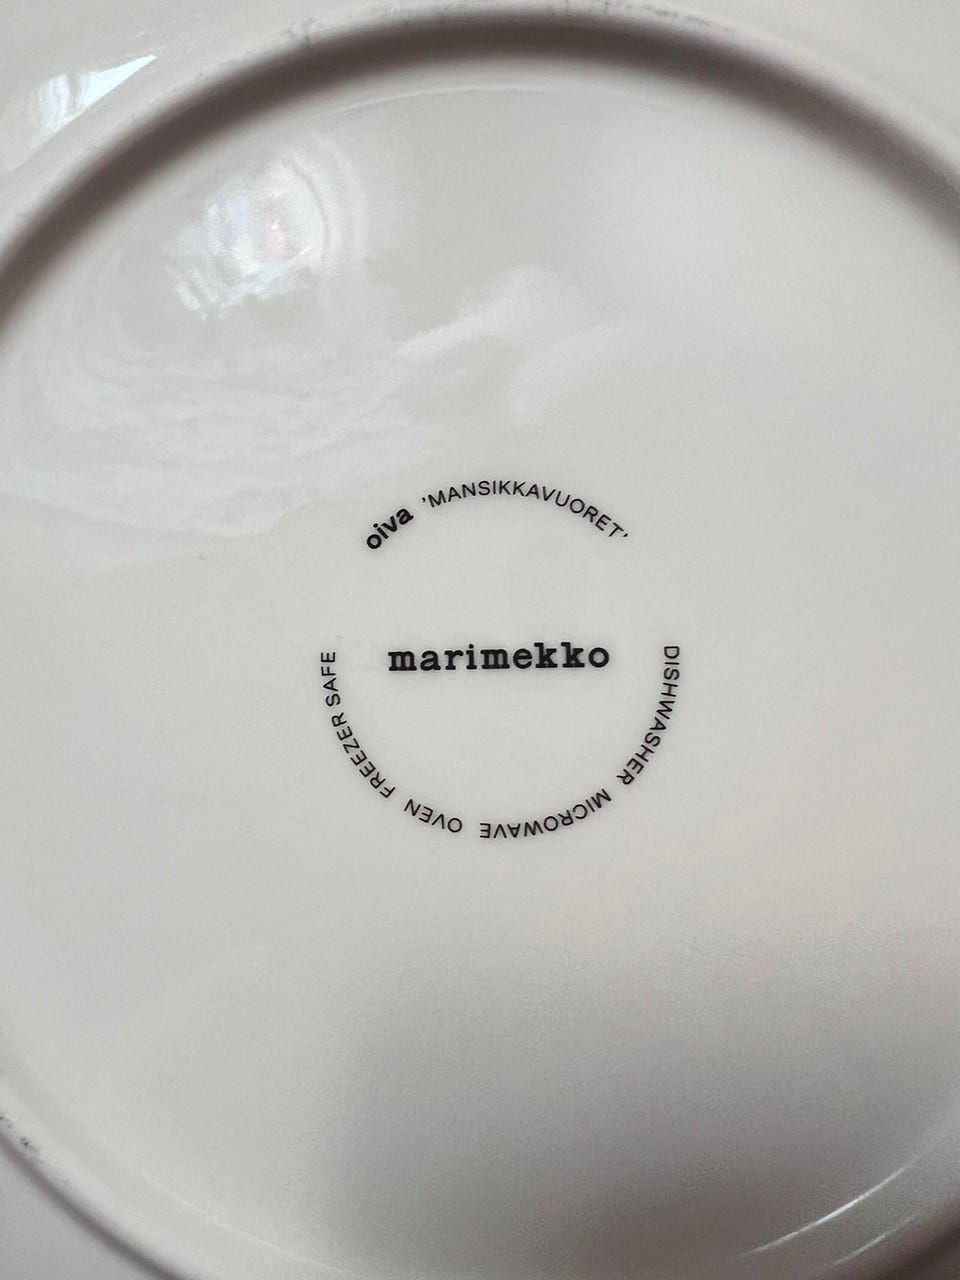 oiva 'MANSIKKAVUORET'
marimekko
DISHWASHER MICROWAVE OVEN FREEZER SAFE